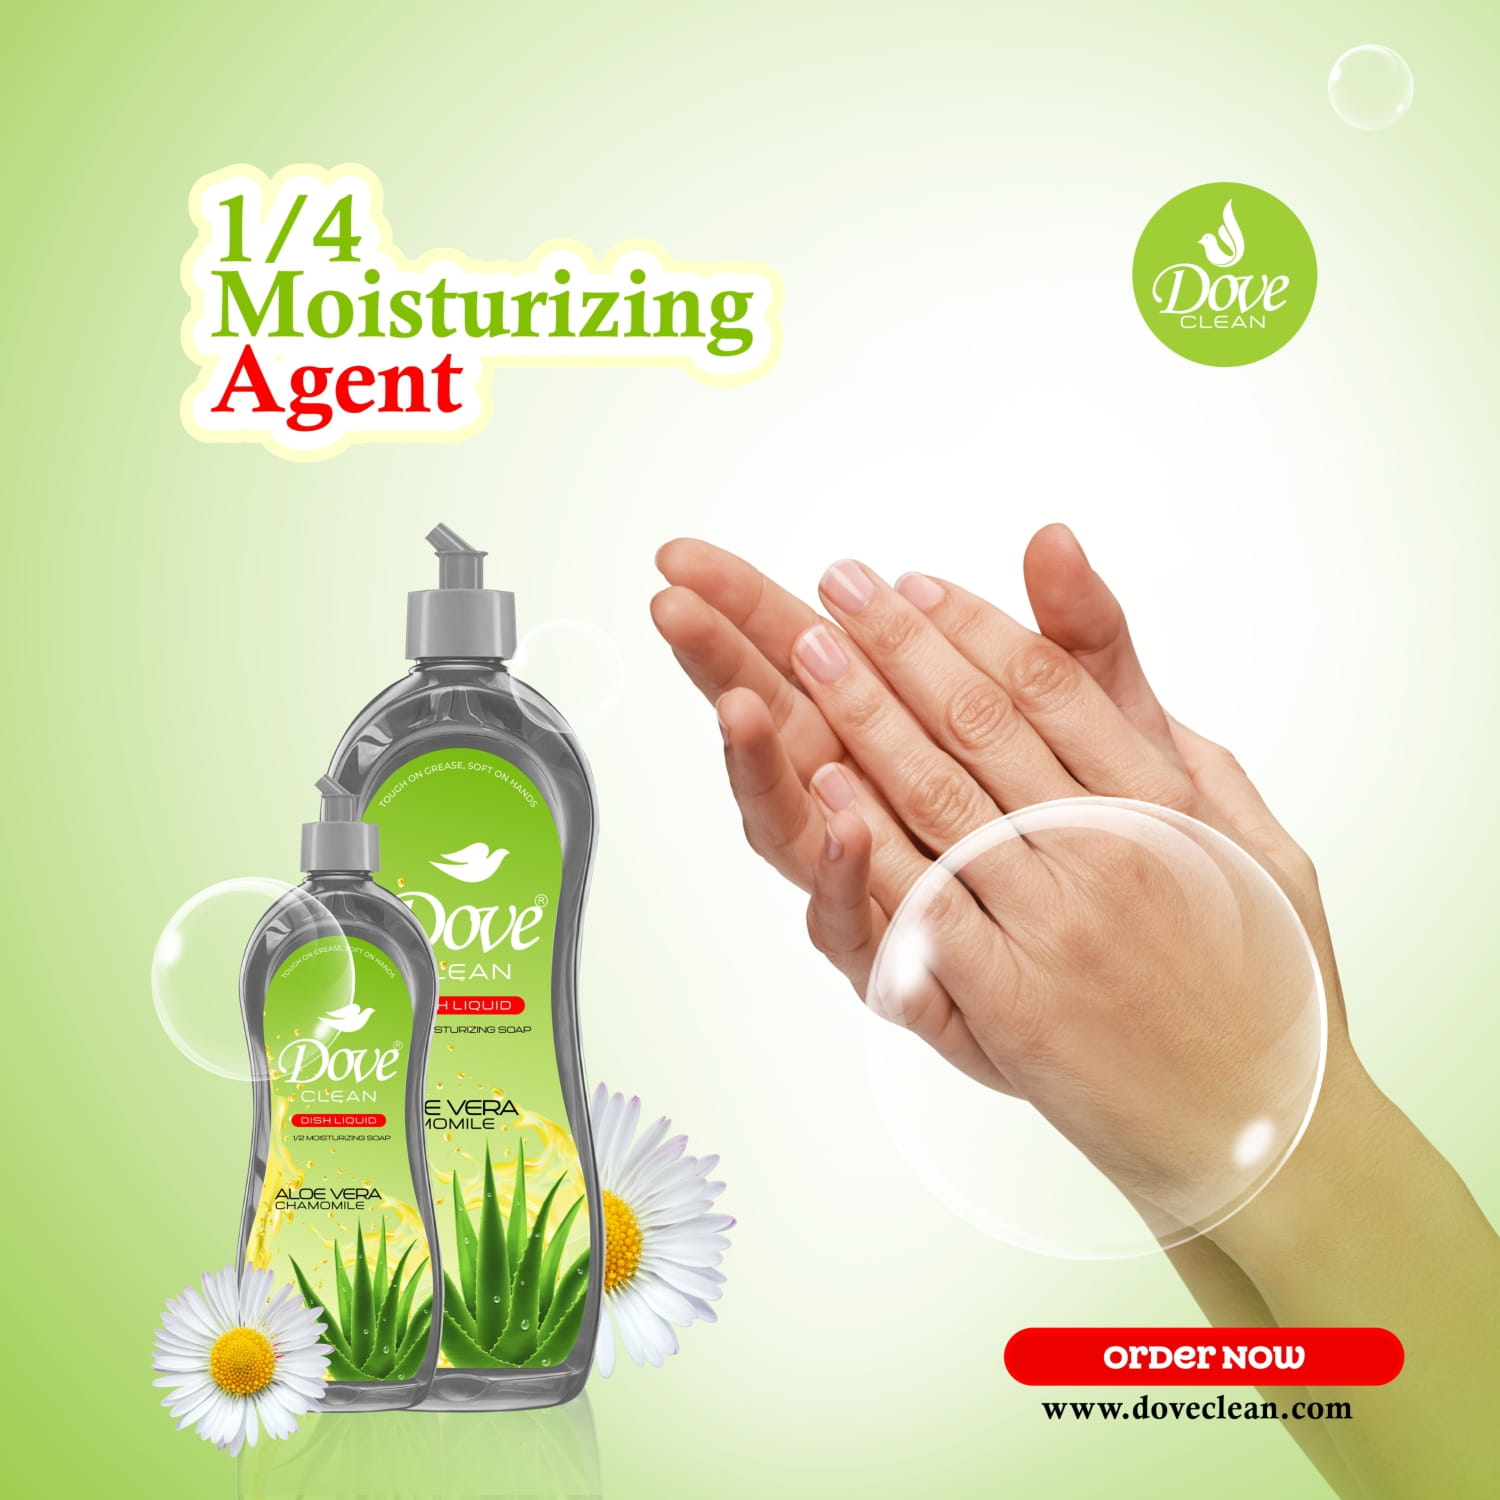 1/4
Moisturizing
Agent
Dove
CLEAN
TOUGH ON GREASE, SOFT ON HANDS
Dove®
LEAN
H LIQUID
STURIZING SOAP
E VERA
MOMILE
TOUGH ON GREASE, SOFT ON HANDS
Dove®
CLEAN
DISH LIQUID
1/2 MOISTURIZING SOAP
ALOE VERA
CHAMOMILE
ORDER NOW
www.doveclean.com